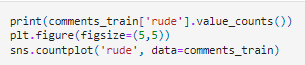 print(comments_train['rude'].value_counts())
plt.figure(figsize=(5,5))
sns.countplot('rude', data=comments_train)